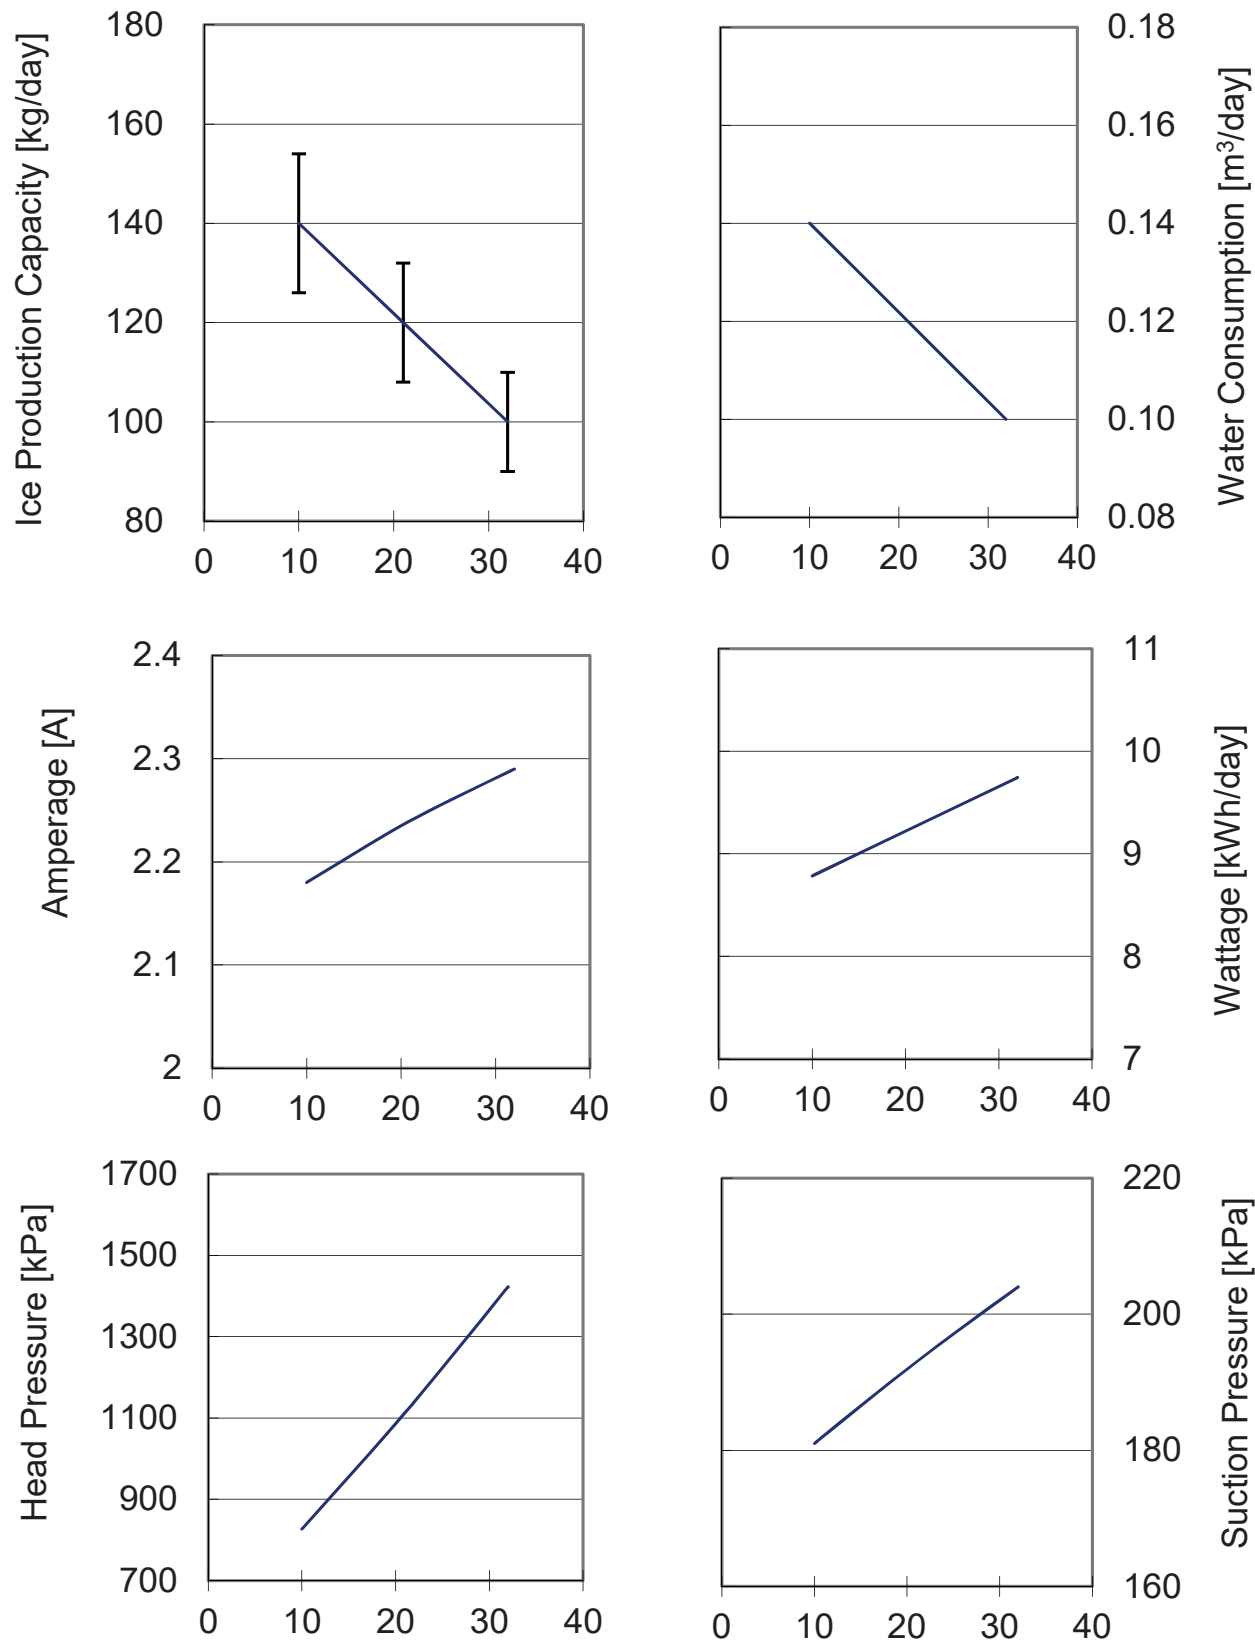 Ice Production Capacity [kg/day]
180
160
140
120
100
80
0 10 20 30 40
0.18
0.16
0.14
0.12
0.10
0.08
0 10 20 30 40
Water Consumption [m³/day]
Amperage [A]
2.4
2.3
2.2
2.1
2
0 10 20 30 40
11
10
9
8
7
0 10 20 30 40
Wattage [kWh/day]
Head Pressure [kPa]
1700
1500
1300
1100
900
700
0 10 20 30 40
220
200
180
160
0 10 20 30 40
Suction Pressure [kPa]